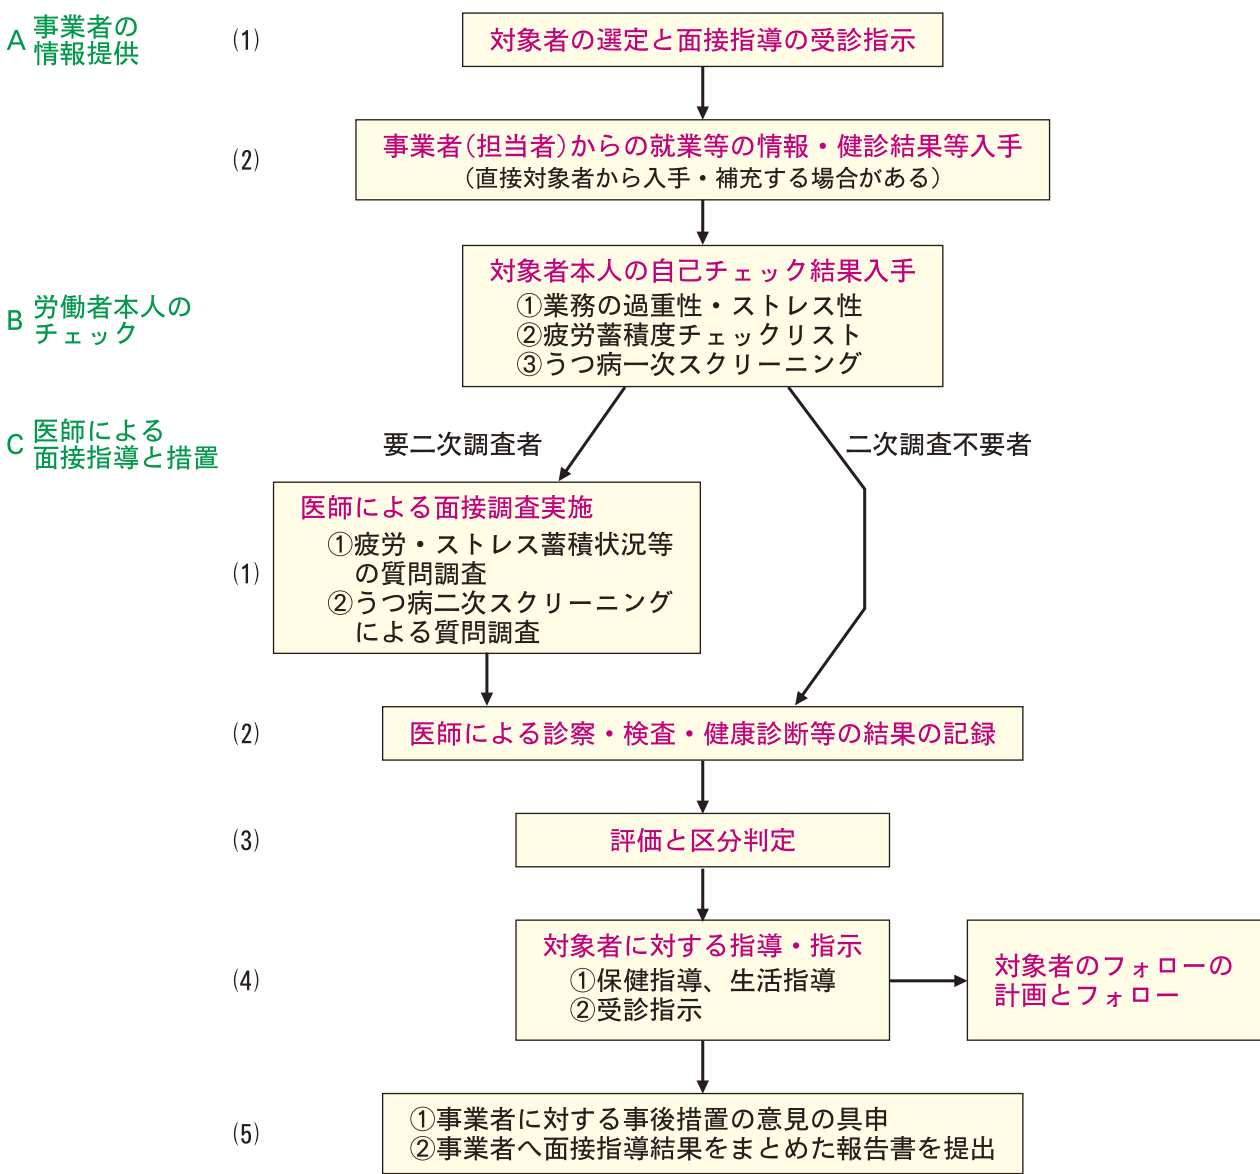 A 事業者の
情報提供
(1)
対象者の選定と面接指導の受診指示
(2)
事業者(担当者)からの就業等の情報・健診結果等入手
(直接対象者から入手・補充する場合がある)
B 労働者本人の
チェック
対象者本人の自己チェック結果入手
①業務の過重性・ストレス性
②疲労蓄積度チェックリスト
③うつ病一次スクリーニング
C 医師による
面接指導と措置
要二次調査者
二次調査不要者
(1)
医師による面接調査実施
①疲労・ストレス蓄積状況等
の質問調査
②うつ病二次スクリーニング
による質問調査
(2)
医師による診察・検査・健康診断等の結果の記録
(3)
評価と区分判定
(4)
対象者に対する指導・指示
①保健指導、生活指導
②受診指示
対象者のフォローの
計画とフォロー
(5)
①事業者に対する事後措置の意見の具申
②事業者へ面接指導結果をまとめた報告書を提出